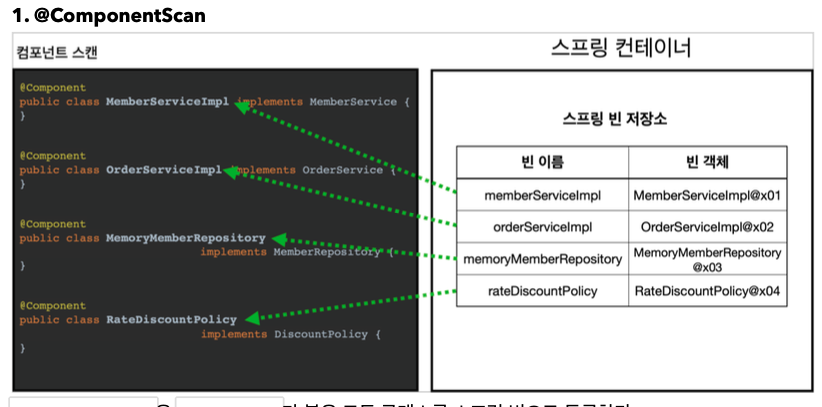 1. @ComponentScan
컴포넌트 스캔
스프링 컨테이너
@Component
public class MemberServiceImpl implements MemberService {
}
@Component
public class OrderServiceImpl implements OrderService {
}
@Component
public class MemoryMemberRepository
implements MemberRepository {
}
@Component
public class RateDiscountPolicy
implements DiscountPolicy {
}
스프링 빈 저장소
빈 이름 빈 객체
memberServiceImpl MemberServiceImpl@x01
orderServiceImpl OrderServiceImpl@x02
memoryMemberRepository MemoryMemberRepository
@x03
rateDiscountPolicy RateDiscountPolicy@x04